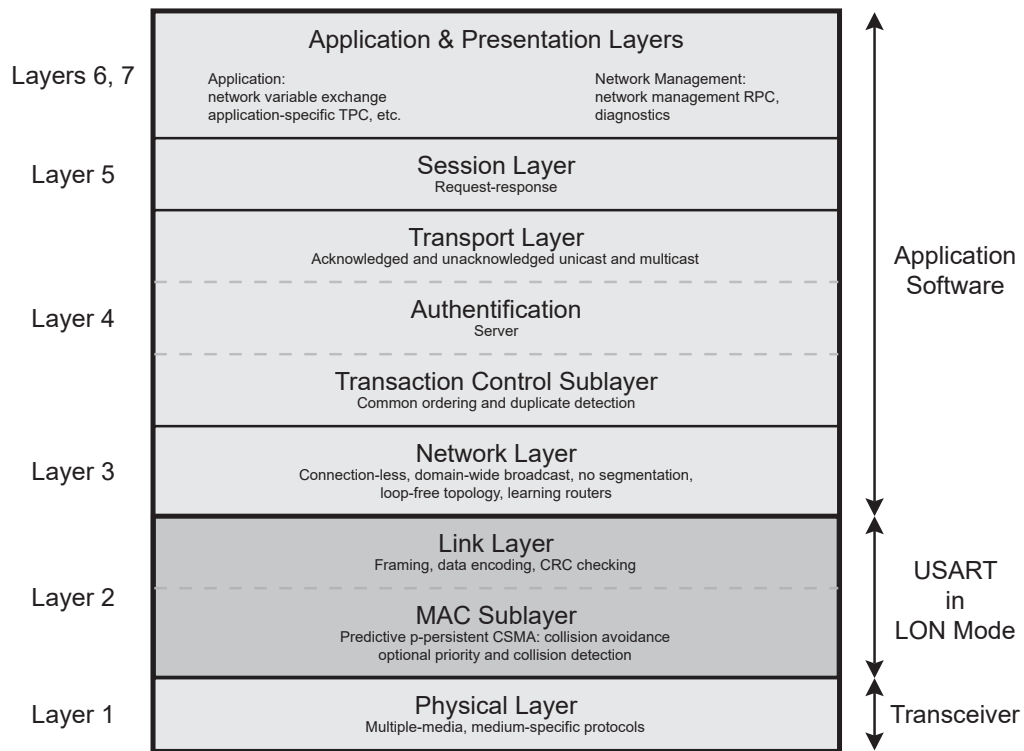 Application & Presentation Layers
Layers 6, 7
Application:
network variable exchange
application-specific TPC, etc.
Network Management:
network management RPC,
diagnostics
Layer 5
Session Layer
Request-response
Transport Layer
Acknowledged and unacknowledged unicast and multicast
Layer 4
Authentification
Server
Transaction Control Sublayer
Common ordering and duplicate detection
Application
Software
Layer 3
Network Layer
Connection-less, domain-wide broadcast, no segmentation,
loop-free topology, learning routers
Layer 2
Link Layer
Framing, data encoding, CRC checking
MAC Sublayer
Predictive p-persistent CSMA: collision avoidance
optional priority and collision detection
USART
in
LON Mode
Layer 1
Physical Layer
Multiple-media, medium-specific protocols
Transceiver